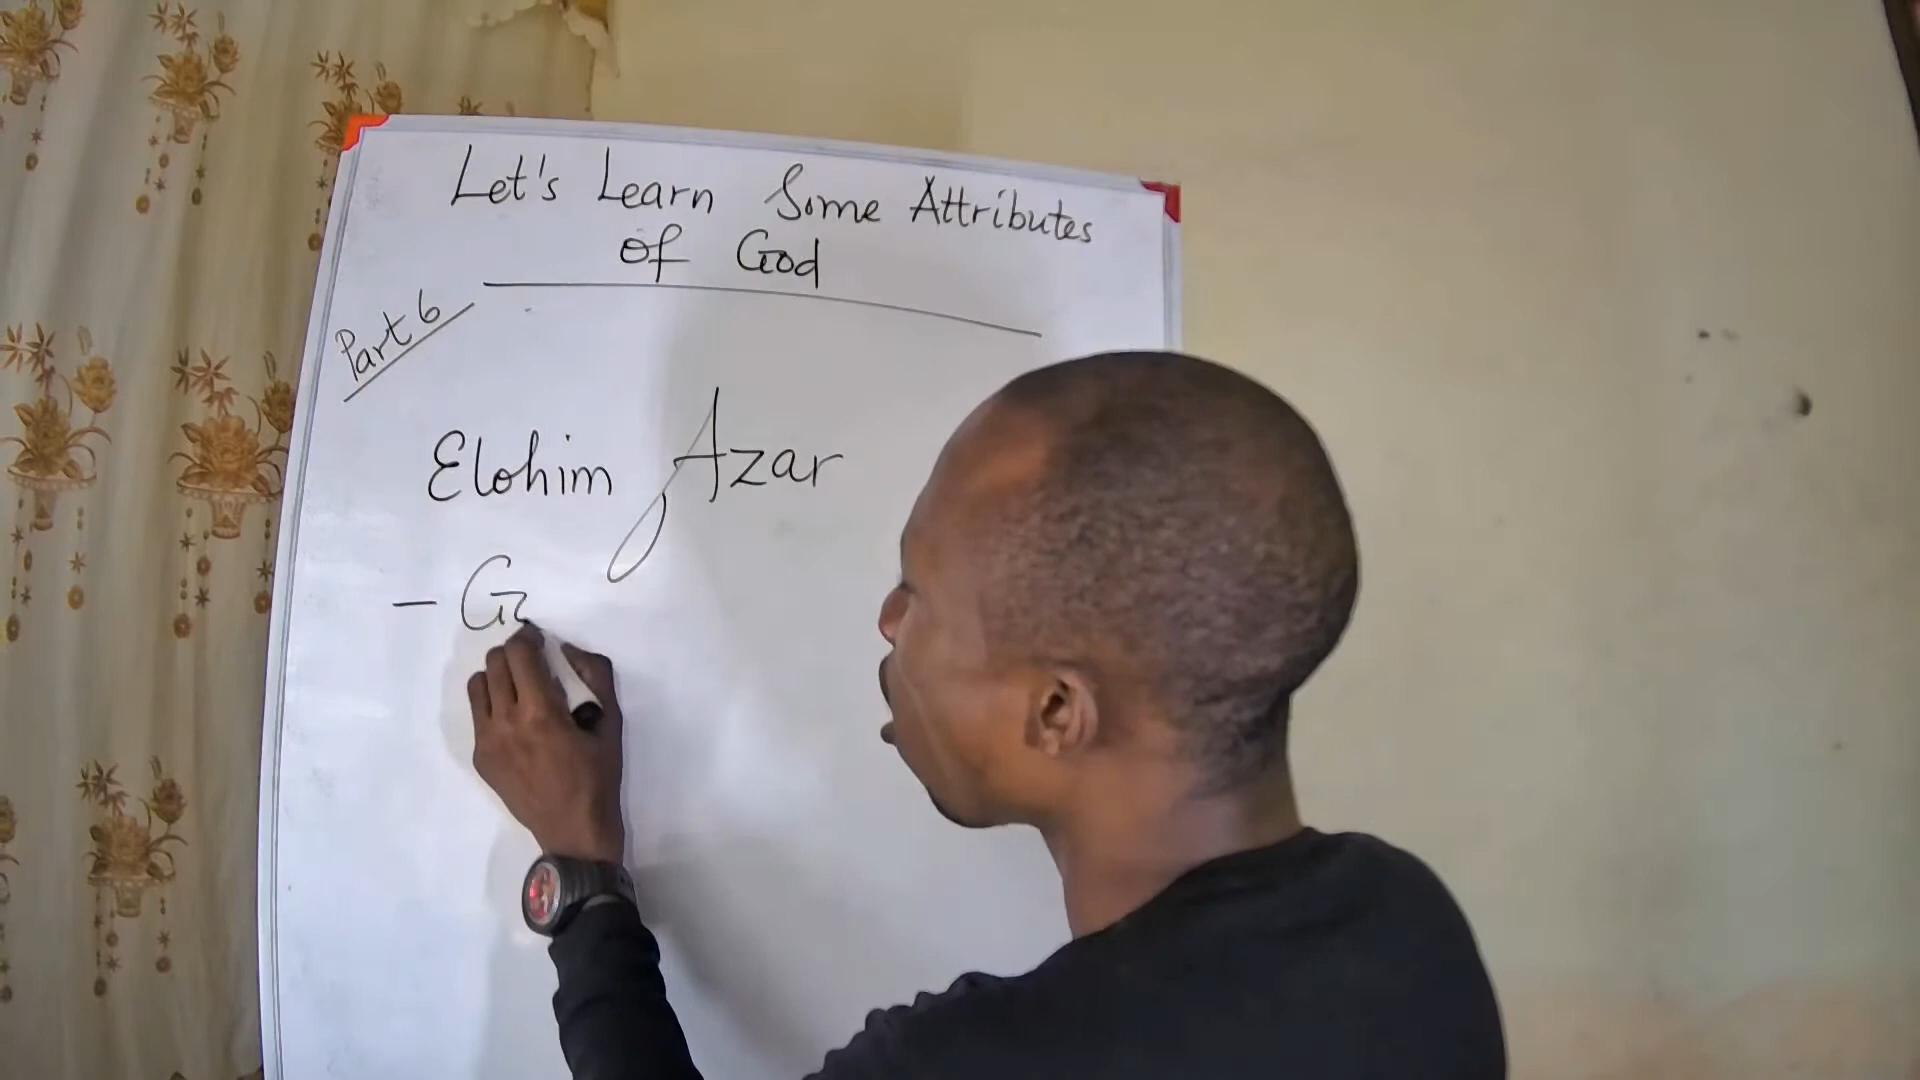 Let's Learn Some Attributes
of God
Part 6
Elohim Azar
- G